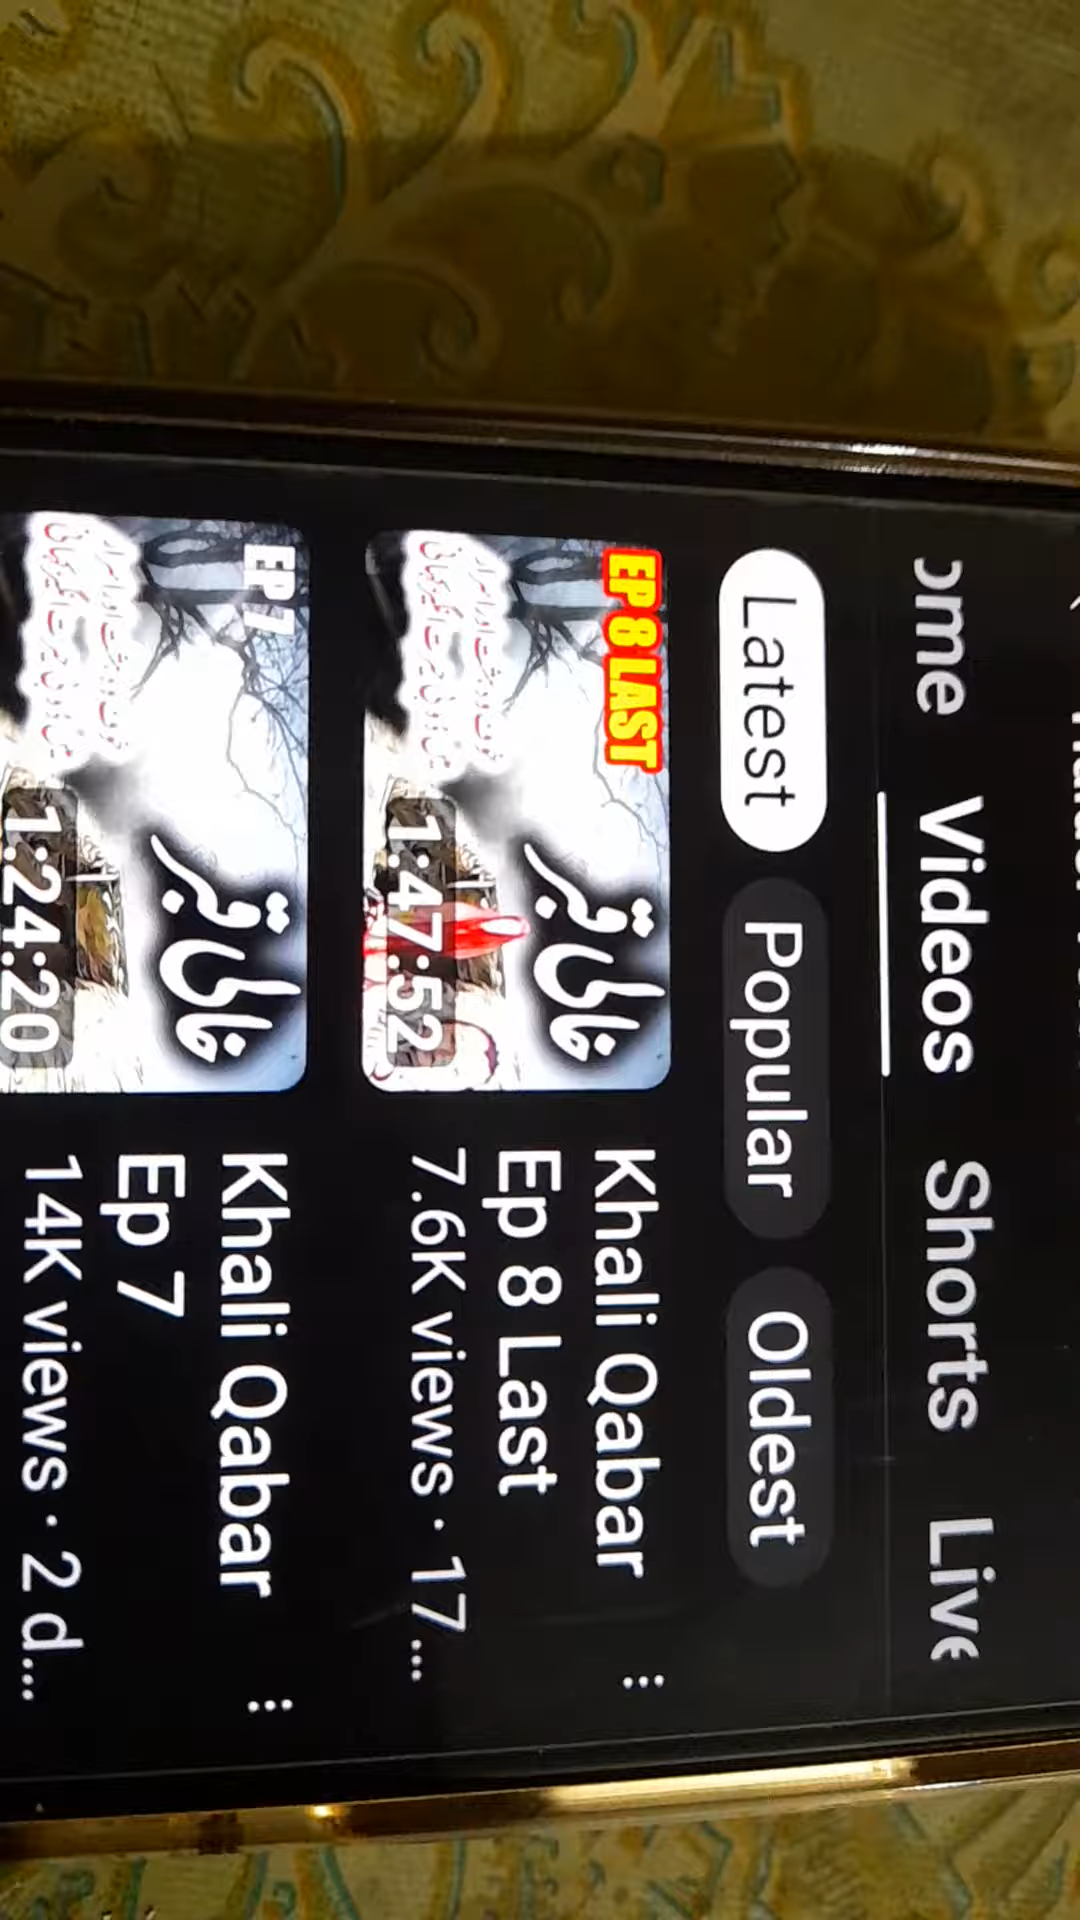 ome Videos Shorts Live
Latest Popular Oldest
EP 8 LAST
خالی قبر
1:47:52
Khali Qabar
Ep 8 Last
7.6K views · 17...
EP 7
خالی قبر
1:24:20
Khali Qabar
Ep 7
14K views · 2 d...